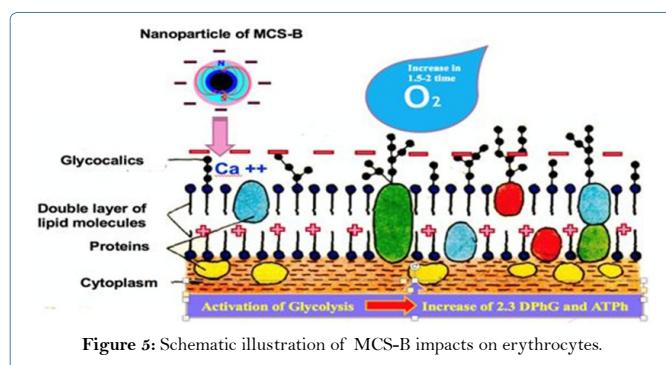 Nanoparticle of MCS-B
N
S
Increase in
1.5-2 time
O2
Glycocalics
Ca ++
Double layer of
lipid molecules
Proteins
Cytoplasm
Activation of Glycolysis
Increase of 2.3 DPhG and ATPh
Figure 5: Schematic illustration of MCS-B impacts on erythrocytes.